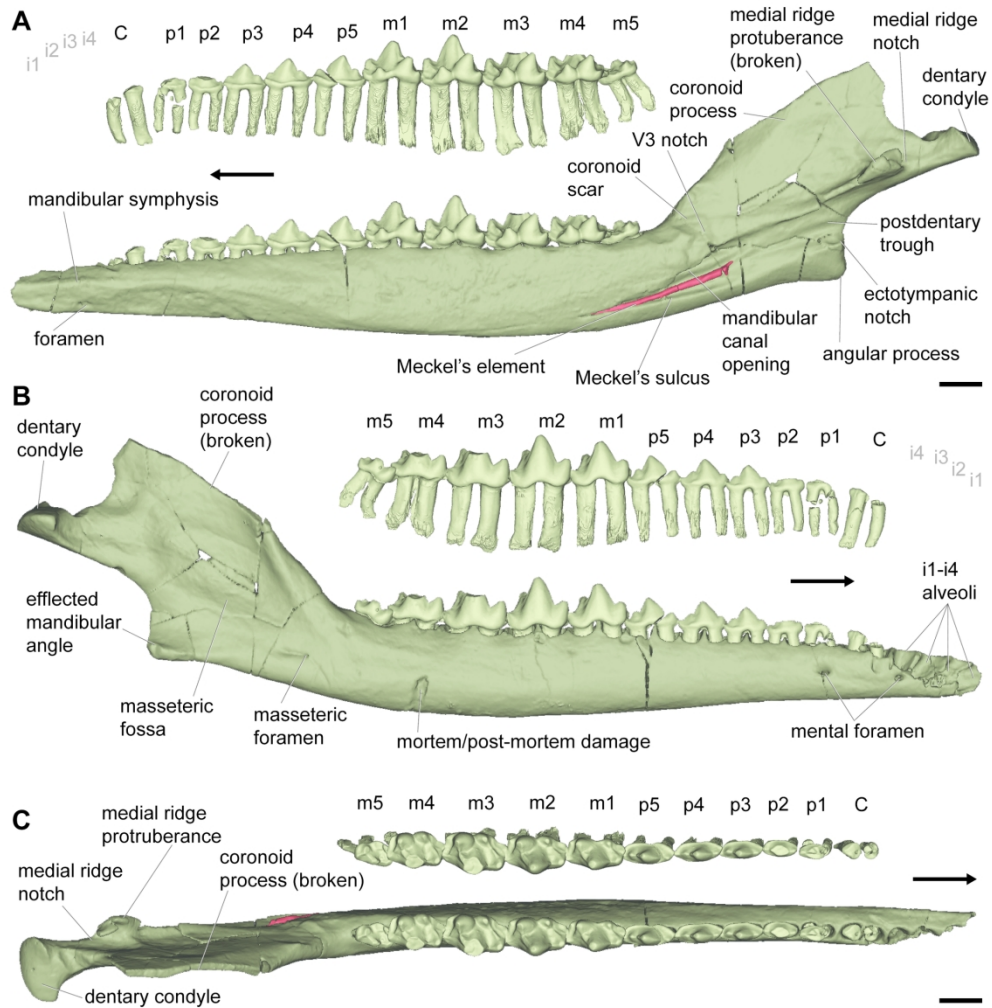 A
i1 i2 i3 i4 C p1 p2 p3 p4 p5 m1 m2 m3 m4 m5
medial ridge
protuberance
(broken)
medial ridge
notch
dentary
condyle
coronoid
process
V3 notch
coronoid
scar
mandibular symphysis
foramen
Meckel's element
Meckel's sulcus
mandibular
canal
opening
postdentary
trough
ectotympanic
notch
angular process
B
dentary
condyle
coronoid
process
(broken)
m5 m4 m3 m2 m1 p5 p4 p3 p2 p1 C i4 i3 i2 i1
i1-i4
alveoli
efflected
mandibular
angle
masseteric
fossa
masseteric
foramen
mortem/post-mortem damage
mental foramen
C
m5 m4 m3 m2 m1 p5 p4 p3 p2 p1 C
medial ridge
protruberance
medial ridge
notch
coronoid
process (broken)
dentary condyle